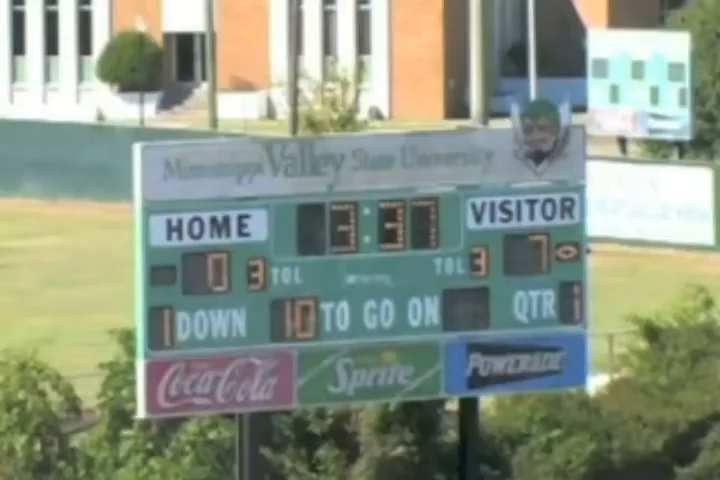 Mississippi Valley State University
HOME 3:37 VISITOR
0 3 TOL TOL 3 7
1 DOWN 10 TO GO ON QTR 1
Coca-Cola Sprite POWERADE